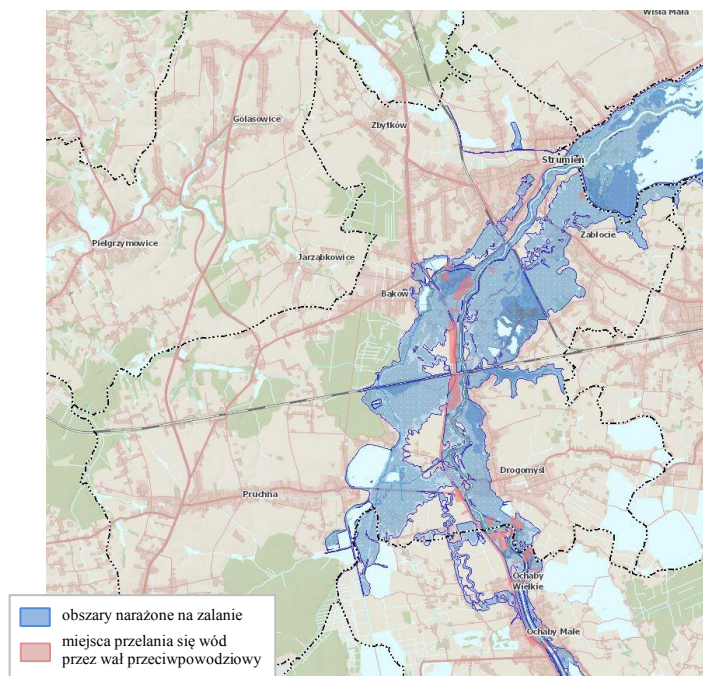 Wisła Mała
Golasowice
Zbytków
Strumień
Zabłocie
Pielgrzymowice
Jarząbkowice
Bąków
Drogomyśl
Pruchna
Ochaby
Wielkie
Ochaby Małe
obszary narażone na zalanie
miejsca przelania się wód
przez wał przeciwpowodziowy